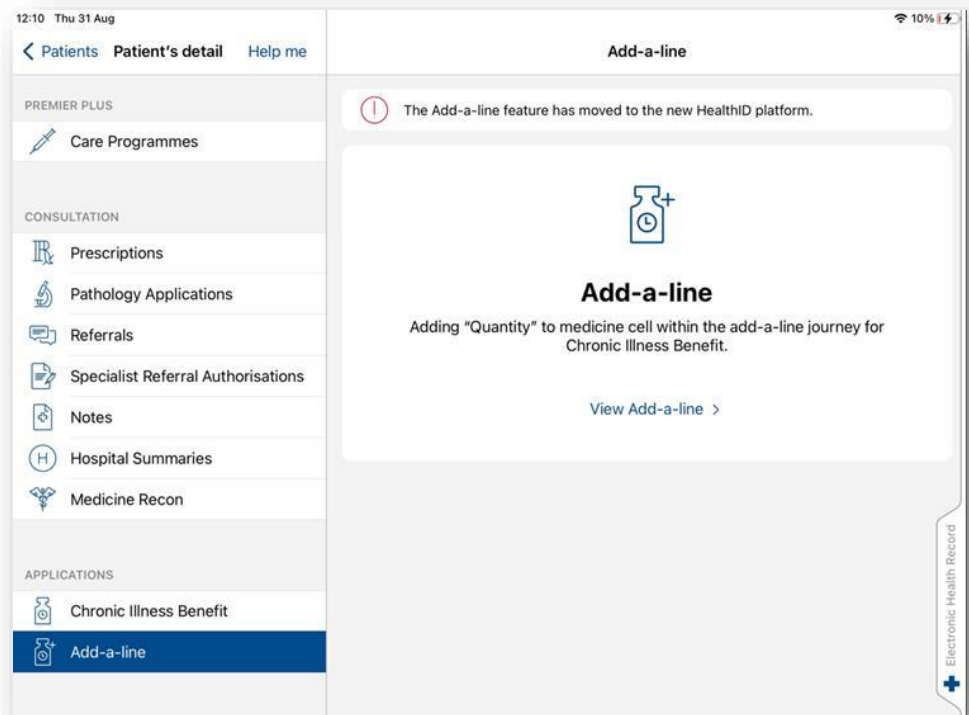 12:10 Thu 31 Aug
10%
Patients Patient's detail Help me
Add-a-line
PREMIER PLUS
Care Programmes
CONSULTATION
Prescriptions
Pathology Applications
Referrals
Specialist Referral Authorisations
Notes
H Hospital Summaries
Medicine Recon
APPLICATIONS
Chronic Illness Benefit
Add-a-line
The Add-a-line feature has moved to the new HealthID platform.
Add-a-line
Adding "Quantity" to medicine cell within the add-a-line journey for
Chronic Illness Benefit.
View Add-a-line >
Electronic Health Record